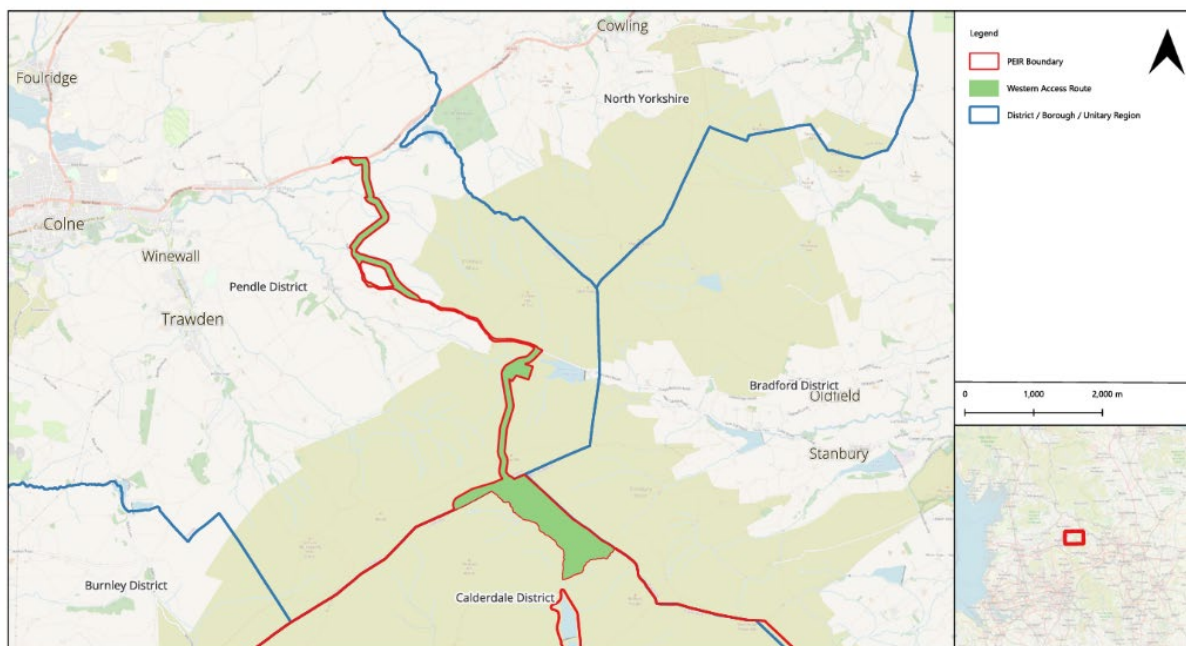 Cowling
Foulridge
North Yorkshire
Colne
Winewall
Pendle District
Trawden
Bradford District
Oldfield
Stanbury
Burnley District
Calderdale District
Legend
PEIR Boundary
Western Access Route
District / Borough / Unitary Region
0 1,000 2,000 m